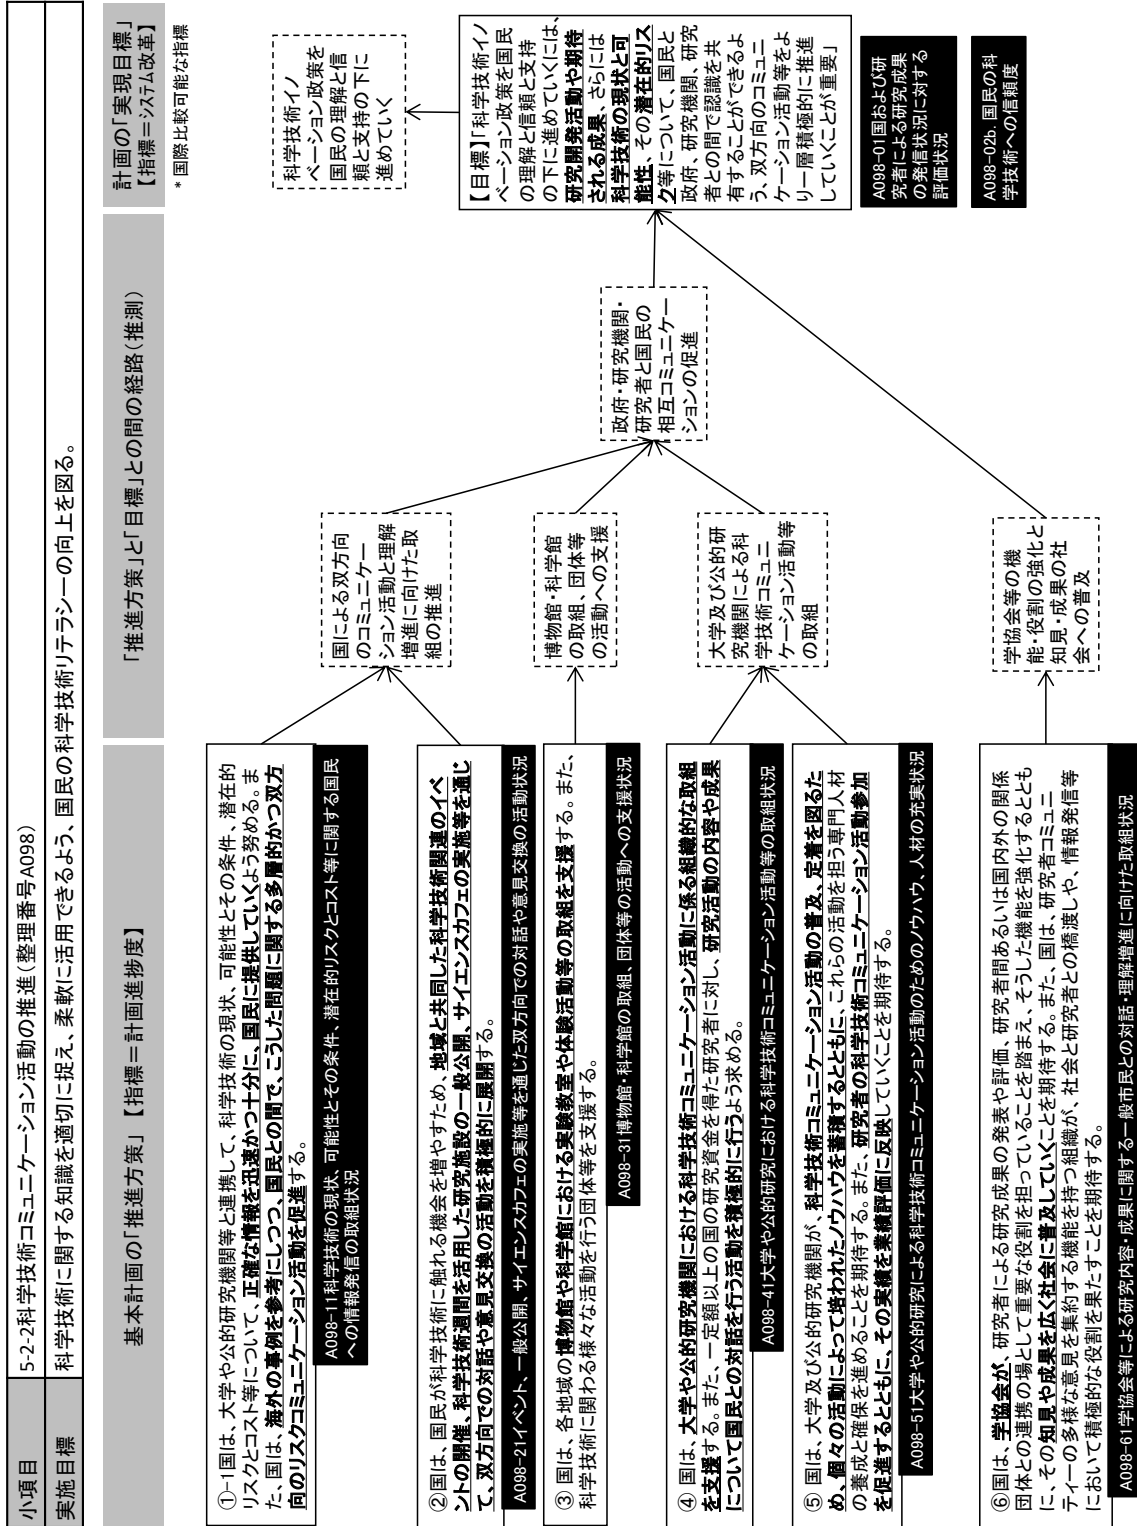 小項目
5-2-2科学技術コミュニケーション活動の推進（整理番号A098）
実施目標
科学技術に関する知識を適切に捉え、柔軟に活用できるよう、国民の科学技術リテラシーの向上を図る。
基本計画の「推進方策」【指標＝計画進捗度】
「推進方策」と「目標」との間の経路（推測）
計画の「実現目標」
【指標＝システム改革】
* 国際比較可能な指標
①-1国は、大学や公的研究機関等と連携して、科学技術の現状、可能性とその条件、潜在的
リスクとコスト等について、正確な情報を迅速かつ十分に、国民に提供していくよう努める。ま
た、国は、海外の事例を参考にしつつ、国民との間で、こうした問題に関する多層的かつ双方
向のリスクコミュニケーション活動を促進する。
A098-11科学技術の現状、可能性とその条件、潜在的リスクとコスト等に関する国民
への情報発信の取組状況
②国は、国民が科学技術に触れる機会を増やすため、地域と共同した科学技術関連のイベ
ントの開催、科学技術週間を活用した研究施設の一般公開、サイエンスカフェの実施等を通じ
て、双方向での対話や意見交換の活動を積極的に展開する。
A098-21イベント、一般公開、サイエンスカフェの実施等を通じた双方向での対話や意見交換の活動状況
③ 国は、各地域の博物館や科学館における実験教室や体験活動等の取組を支援する。また、
科学技術に関わる様々な活動を行う団体等を支援する。
A098-31博物館・科学館の取組、団体等の活動への支援状況
④ 国は、大学や公的研究機関における科学技術コミュニケーション活動に係る組織的な取組
を支援する。また、一定額以上の国の研究資金を得た研究者に対し、研究活動の内容や成果
について国民との対話を行う活動を積極的に行うよう求める。
A098-41大学や公的研究における科学技術コミュニケーション活動等の取組状況
⑤ 国は、大学及び公的研究機関が、科学技術コミュニケーション活動の普及、定着を図るた
め、個々の活動によって培われたノウハウを蓄積するとともに、これらの活動を担う専門人材
の養成と確保を進めることを期待する。また、研究者の科学技術コミュニケーション活動参加
を促進するとともに、その実績を業績評価に反映していくことを期待する。
A098-51大学や公的研究による科学技術コミュニケーション活動のためのノウハウ、人材の充実状況
⑥国は、学協会が、研究者による研究成果の発表や評価、研究者間あるいは国内外の関係
団体との連携の場として重要な役割を担っていることを踏まえ、そうした機能を強化するととも
に、その知見や成果を広く社会に普及していくことを期待する。また、国は、研究者コミュニ
ティーの多様な意見を集約する機能を持つ組織が、社会と研究者との橋渡しや、情報発信等
において積極的な役割を果たすことを期待する。
A098-61学協会等による研究内容・成果に関する一般市民との対話・理解増進に向けた取組状況
国による双方向
のコミュニケー
ション活動と理解
増進に向けた取
組の推進
博物館・科学館
の取組、団体等
の活動への支援
大学及び公的研
究機関による科
学技術コミュニ
ケーション活動等
の取組
学協会等の機
能・役割の強化と
知見・成果の社
会への普及
政府・研究機関・
研究者と国民の
相互コミュニケー
ションの促進
科学技術イノ
ベーション政策を
国民の理解と信
頼と支持の下に
進めていく
【目標】「科学技術イノ
ベーション政策を国民
の理解と信頼と支持
の下に進めていくには、
研究開発活動や期待
される成果、さらには
科学技術の現状と可
能性、その潜在的リス
ク等について、国民と
政府、研究機関、研究
者との間で認識を共
有することができるよ
う、双方向のコミュニ
ケーション活動等をよ
り一層積極的に推進
していくことが重要」
A098-01国および研
究者による研究成果
の発信状況に対する
評価状況
A098-02b. 国民の科
学技術への信頼度